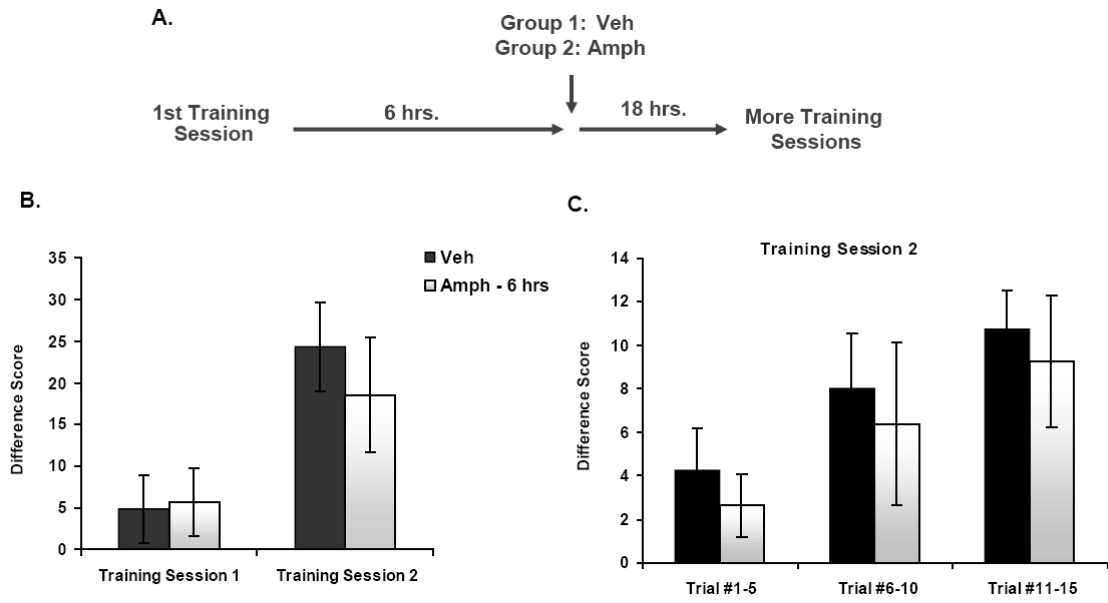 A.
Group 1: Veh
Group 2: Amph
1st Training
Session
6 hrs.
18 hrs.
More Training
Sessions
B.
Difference Score
35
30
25
20
15
10
5
0
Training Session 1
Training Session 2
Veh
Amph - 6 hrs
C.
Training Session 2
Difference Score
14
12
10
8
6
4
2
0
Trial #1-5
Trial #6-10
Trial #11-15